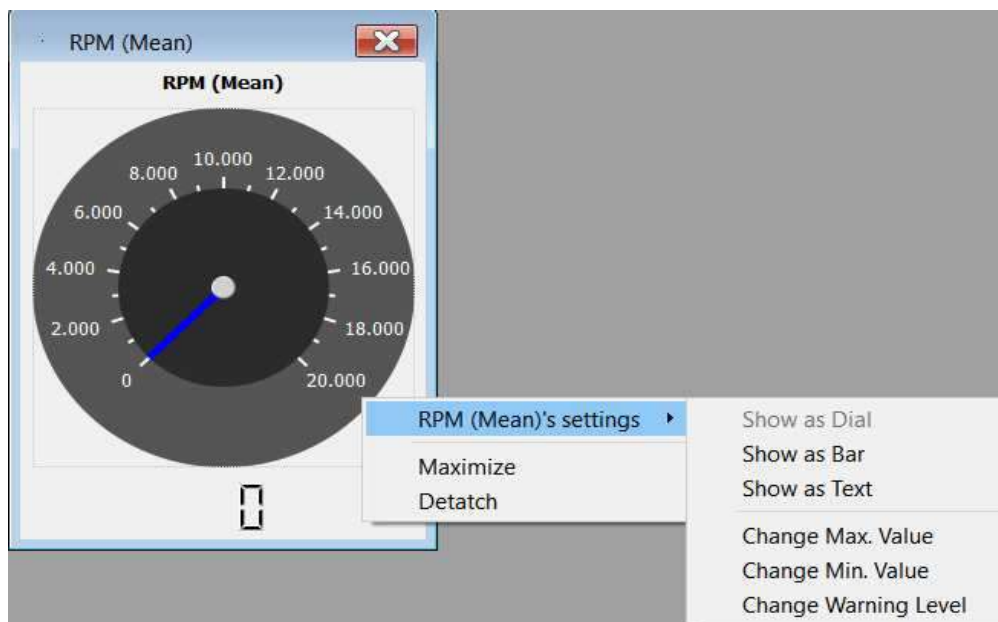 RPM (Mean)
RPM (Mean)
10.000
8.000
12.000
6.000
14.000
4.000
16.000
2.000
18.000
0
20.000
RPM (Mean)'s settings
Maximize
Detatch
Show as Dial
Show as Bar
Show as Text
Change Max. Value
Change Min. Value
Change Warning Level
0